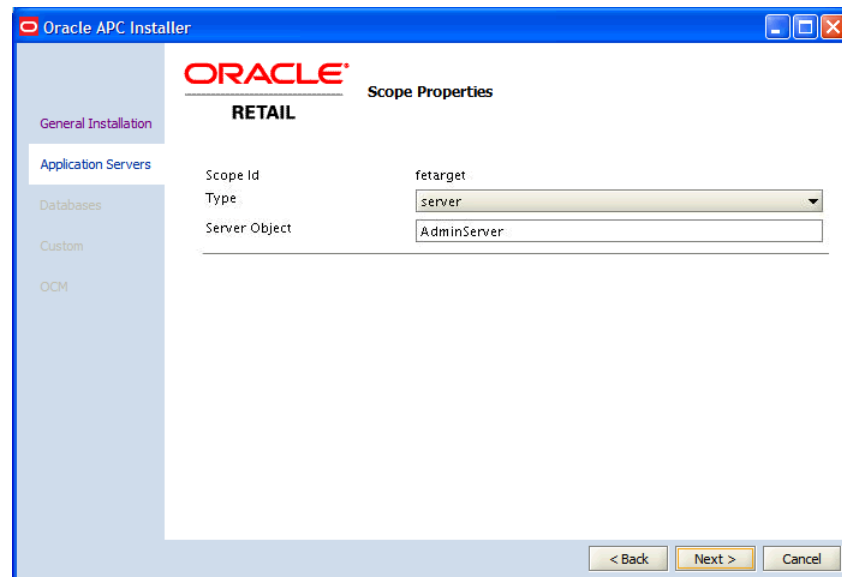 Oracle APC Installer
ORACLE®
RETAIL
Scope Properties
General Installation
Application Servers
Databases
Custom
OCM
Scope Id fetarget
Type server
Server Object AdminServer
< Back Next > Cancel